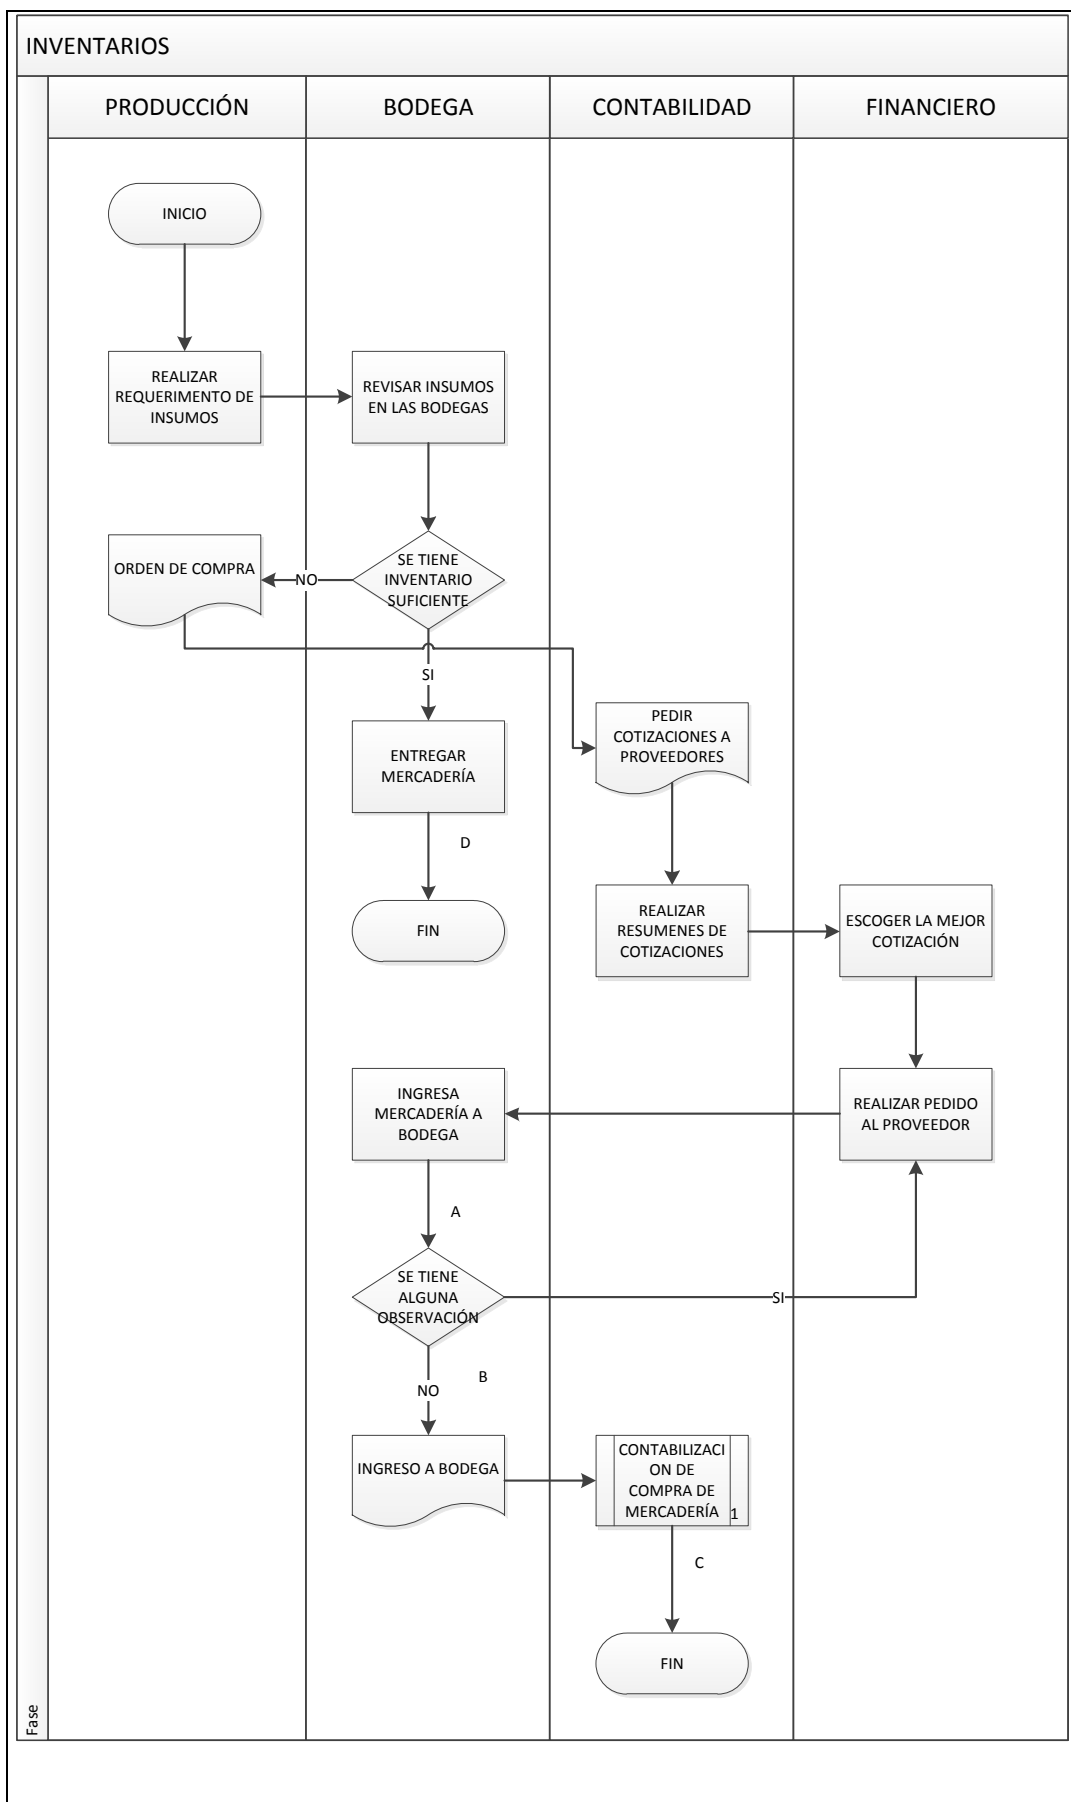 INVENTARIOS
PRODUCCIÓN
BODEGA
CONTABILIDAD
FINANCIERO
INICIO
REALIZAR
REQUERIMENTO DE
INSUMOS
REVISAR INSUMOS
EN LAS BODEGAS
ORDEN DE COMPRA
NO
SE TIENE
INVENTARIO
SUFICIENTE
SI
ENTREGAR
MERCADERÍA
PEDIR
COTIZACIONES A
PROVEEDORES
D
FIN
REALIZAR
RESUMENES DE
COTIZACIONES
ESCOGER LA MEJOR
COTIZACIÓN
INGRESA
MERCADERÍA A
BODEGA
REALIZAR PEDIDO
AL PROVEEDOR
A
SE TIENE
ALGUNA
OBSERVACIÓN
SI
B
NO
INGRESO A BODEGA
CONTABILIZACI
ON DE
COMPRA DE
MERCADERÍA
1
C
FIN
Fase